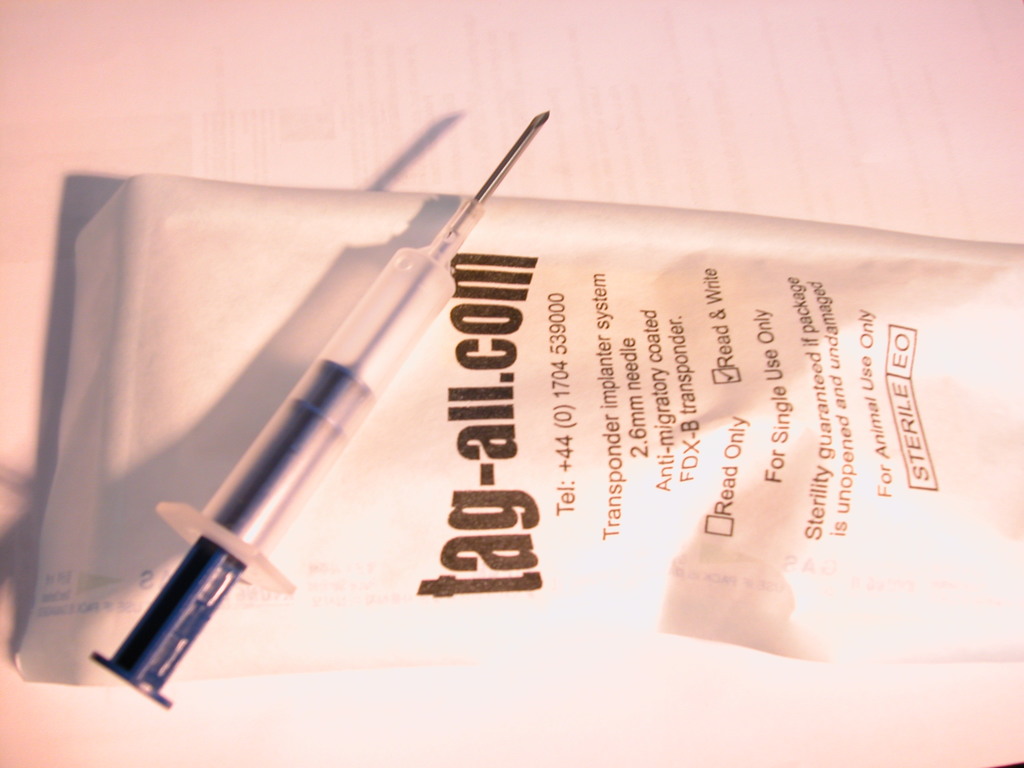 tag-all.com
Tel: +44 (0) 1704 539000
Transponder implanter system
2.6mm needle
Anti-migratory coated
FDX-B transponder.
Read Only Read & Write
For Single Use Only
Sterility guaranteed if package
is unopened and undamaged
For Animal Use Only
STERILE EO